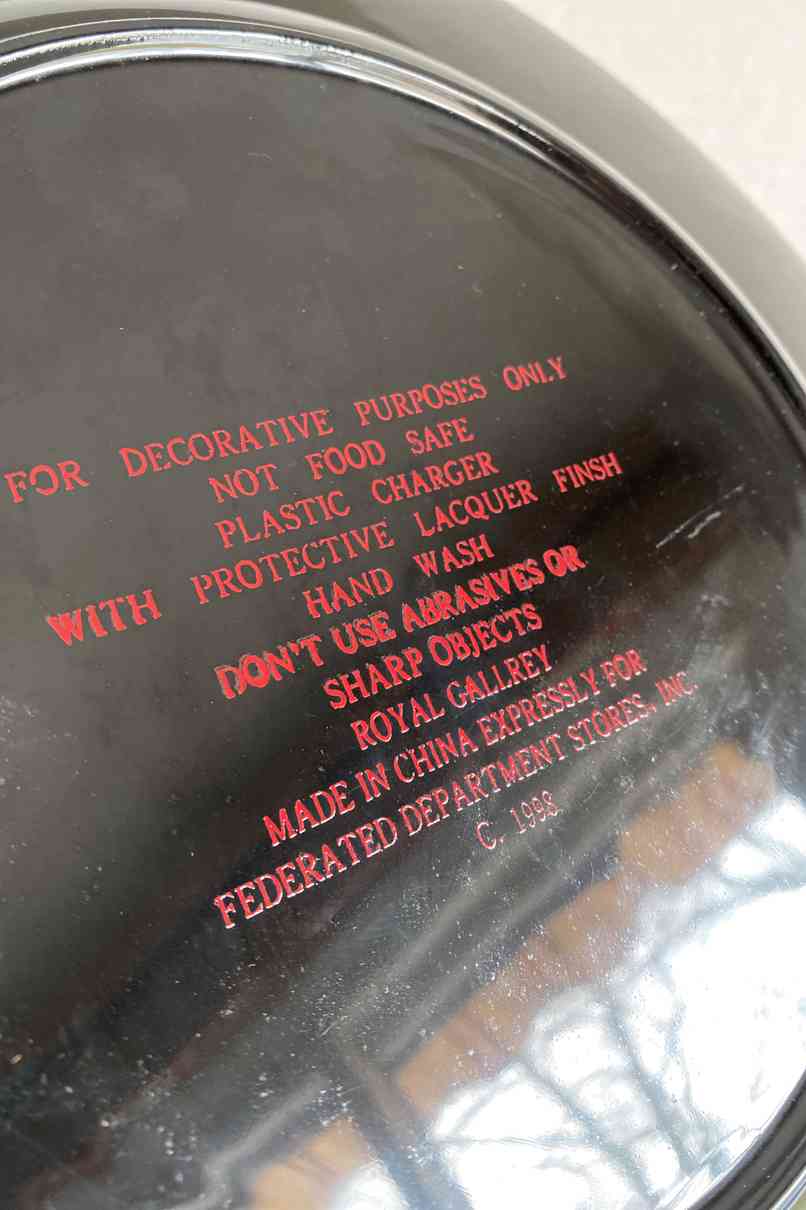 FOR DECORATIVE PURPOSES ONLY
NOT FOOD SAFE
PLASTIC CHARGER
WITH PROTECTIVE LACQUER FINSH
HAND WASH
DON'T USE ABRASIVES OR
SHARP OBJECTS
ROYAL GALLREY
MADE IN CHINA EXPRESSLY FOR
FEDERATED DEPARTMENT STORES, INC.
C. 1998